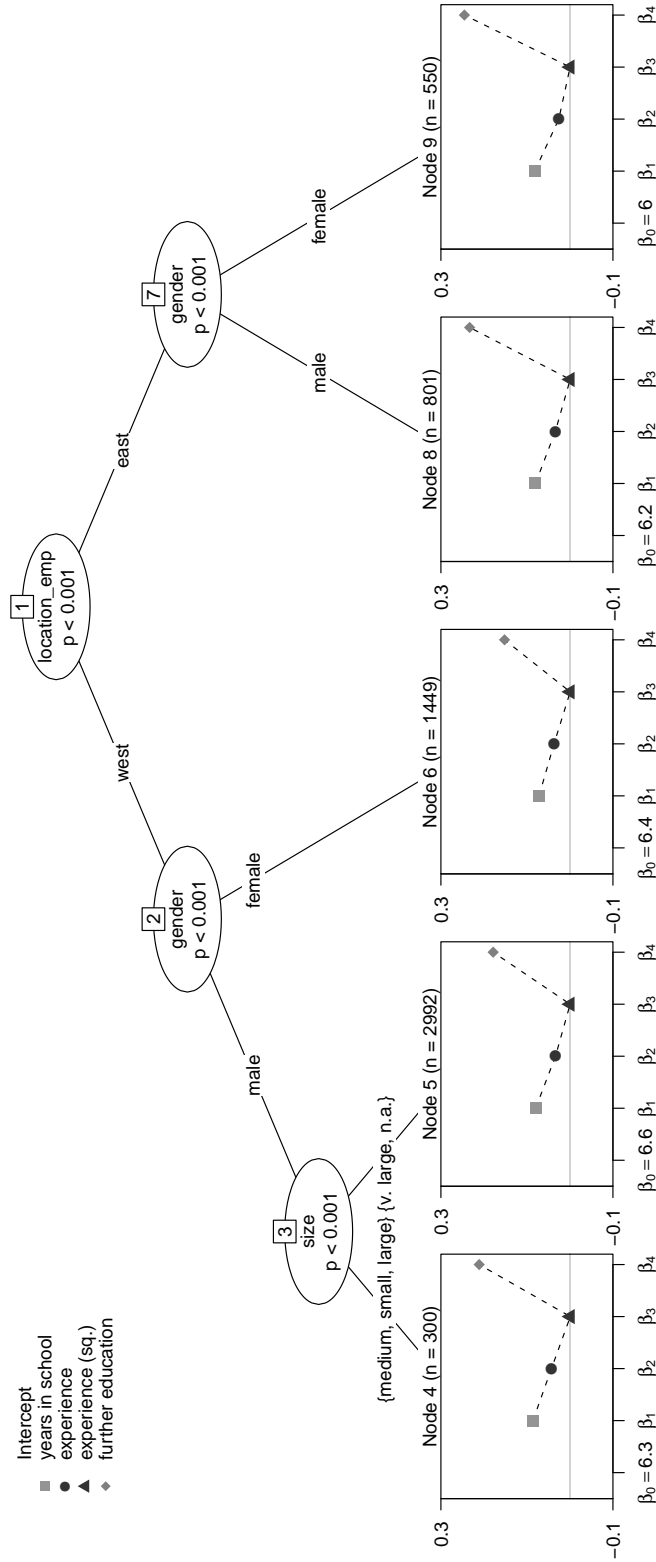 Intercept
years in school
experience
experience (sq.)
further education
1
location_emp
p < 0.001
west
east
2
gender
p < 0.001
male
female
7
gender
p < 0.001
male
female
3
size
p < 0.001
{medium, small, large}
{v. large, n.a.}
Node 4 (n = 300)
0.3
−0.1
β0 = 6.3
β1
β2
β3
β4
Node 5 (n = 2992)
0.3
−0.1
β0 = 6.6
β1
β2
β3
β4
Node 6 (n = 1449)
0.3
−0.1
β0 = 6.4
β1
β2
β3
β4
Node 8 (n = 801)
0.3
−0.1
β0 = 6.2
β1
β2
β3
β4
Node 9 (n = 550)
0.3
−0.1
β0 = 6
β1
β2
β3
β4